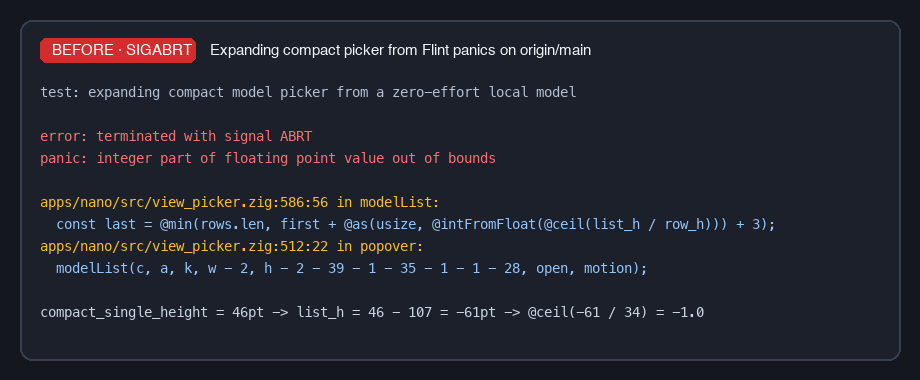 BEFORE · SIGABRT Expanding compact picker from Flint panics on origin/main
test: expanding compact model picker from a zero−effort local model
error: terminated with signal ABRT
panic: integer part of floating point value out of bounds
apps/nano/src/view_picker.zig:586:56 in modelList:
const last = @min(rows.len, first + @as(usize, @intFromFloat(@ceil(list_h / row_h))) + 3);
apps/nano/src/view_picker.zig:512:22 in popover:
modelList(c, a, k, w − 2, h − 2 − 39 − 1 − 35 − 1 − 1 − 28, open, motion);
compact_single_height = 46pt −> list_h = 46 − 107 = −61pt −> @ceil(−61 / 34) = −1.0